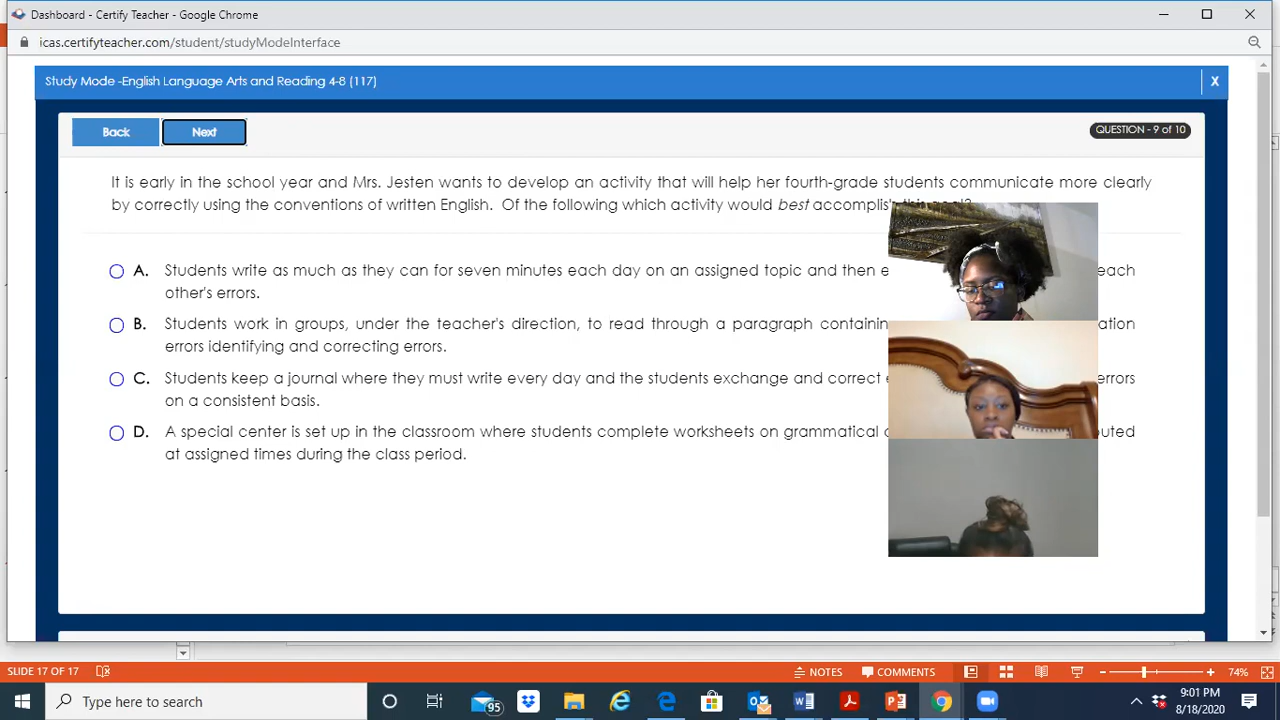 Dashboard - Certify Teacher - Google Chrome
icas.certifyteacher.com/student/studyModeInterface
Study Mode -English Language Arts and Reading 4-8 (117)
X
Back
Next
QUESTION - 9 of 10
It is early in the school year and Mrs. Jesten wants to develop an activity that will help her fourth-grade students communicate more clearly
by correctly using the conventions of written English. Of the following which activity would best accomplish this goal?
A. Students write as much as they can for seven minutes each day on an assigned topic and then each
other's errors.
B. Students work in groups, under the teacher's direction, to read through a paragraph containing
errors identifying and correcting errors.
C. Students keep a journal where they must write every day and the students exchange and correct errors
on a consistent basis.
D. A special center is set up in the classroom where students complete worksheets on grammatical
at assigned times during the class period.
SLIDE 17 OF 17
NOTES
COMMENTS
74%
Type here to search
95
9:01 PM
8/18/2020